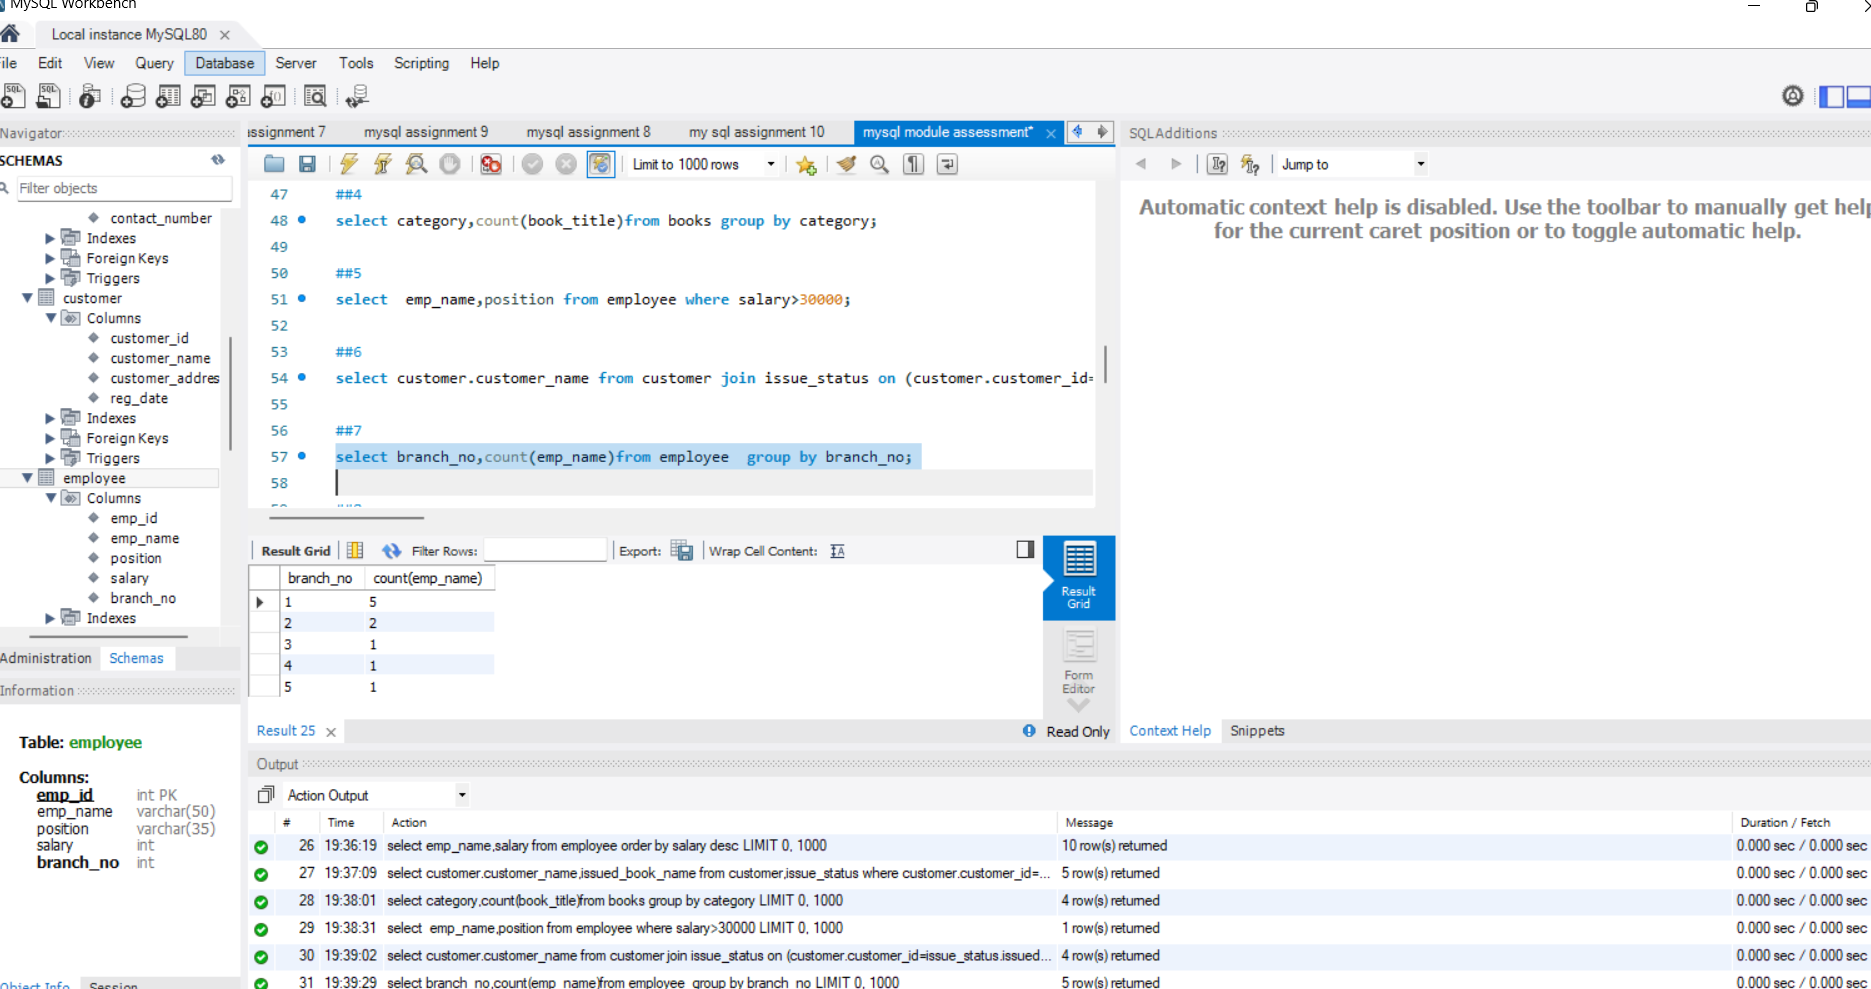 MySQL Workbench
Local instance MySQL80
File Edit View Query Database Server Tools Scripting Help
Navigator
SCHEMAS
Filter objects
contact_number
Indexes
Foreign Keys
Triggers
customer
Columns
customer_id
customer_name
customer_addres
reg_date
Indexes
Foreign Keys
Triggers
employee
Columns
emp_id
emp_name
position
salary
branch_no
Indexes
Administration Schemas
Information
Table: employee
Columns:
emp_id int PK
emp_name varchar(50)
position varchar(35)
salary int
branch_no int
Object Info Session
assignment 7 mysql assignment 9 mysql assignment 8 my sql assignment 10 mysql module assessment*
Limit to 1000 rows
47 ##4
48 select category,count(book_title)from books group by category;
49
50 ##5
51 select  emp_name,position from employee where salary>30000;
52
53 ##6
54 select customer.customer_name from customer join issue_status on (customer.customer_id=
55
56 ##7
57 select branch_no,count(emp_name)from employee  group by branch_no;
58
Result Grid Filter Rows: Export: Wrap Cell Content:
branch_no count(emp_name)
1 5
2 2
3 1
4 1
5 1
Result Grid
Form Editor
Result 25 Read Only
SQLAdditions
Jump to
Automatic context help is disabled. Use the toolbar to manually get help
for the current caret position or to toggle automatic help.
Context Help Snippets
Output
Action Output
# Time Action Message Duration / Fetch
26 19:36:19 select emp_name,salary from employee order by salary desc LIMIT 0, 1000 10 row(s) returned 0.000 sec / 0.000 sec
27 19:37:09 select customer.customer_name,issued_book_name from customer,issue_status where customer.customer_id=... 5 row(s) returned 0.000 sec / 0.000 sec
28 19:38:01 select category,count(book_title)from books group by category LIMIT 0, 1000 4 row(s) returned 0.000 sec / 0.000 sec
29 19:38:31 select  emp_name,position from employee where salary>30000 LIMIT 0, 1000 1 row(s) returned 0.000 sec / 0.000 sec
30 19:39:02 select customer.customer_name from customer join issue_status on (customer.customer_id=issue_status.issued... 4 row(s) returned 0.000 sec / 0.000 sec
31 19:39:29 select branch_no,count(emp_name)from employee  group by branch_no LIMIT 0, 1000 5 row(s) returned 0.000 sec / 0.000 sec